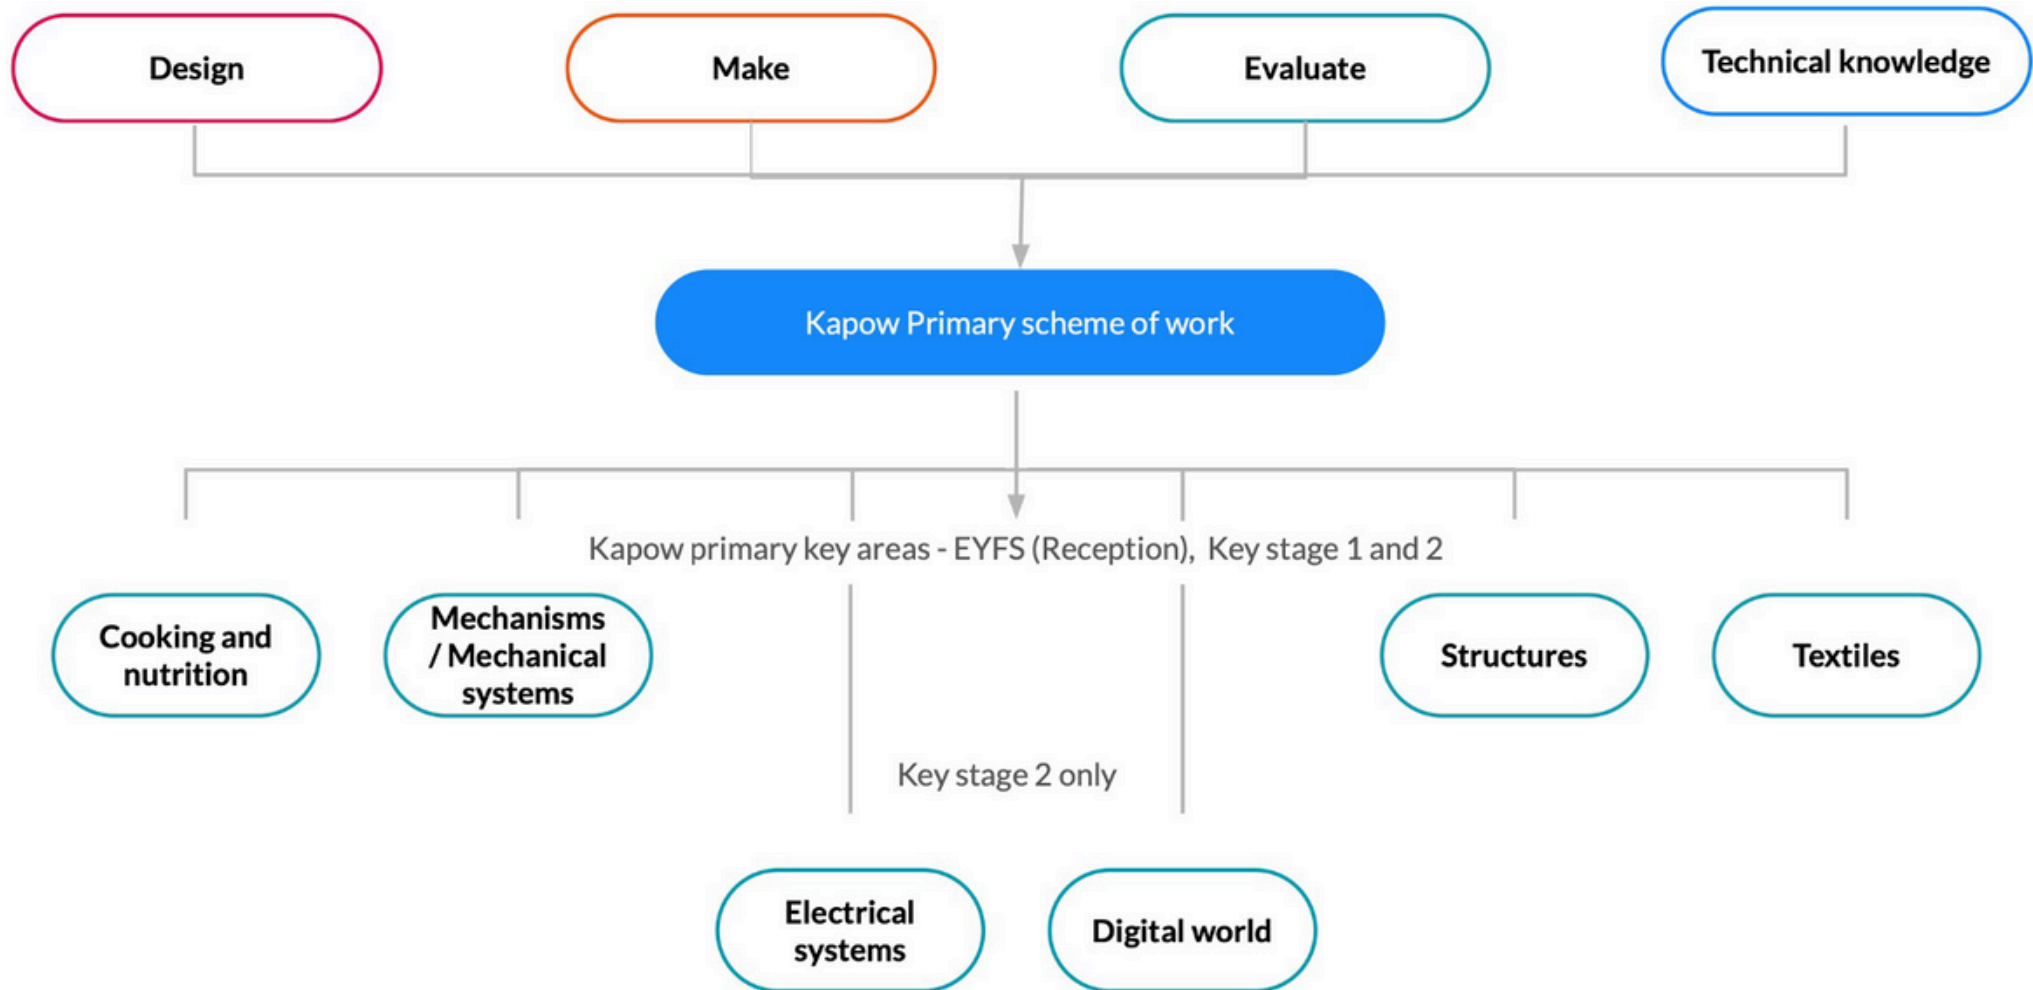 Design
Make
Evaluate
Technical knowledge
Kapow Primary scheme of work
Kapow primary key areas - EYFS (Reception), Key stage 1 and 2
Cooking and
nutrition
Mechanisms
/ Mechanical
systems
Structures
Textiles
Key stage 2 only
Electrical
systems
Digital world